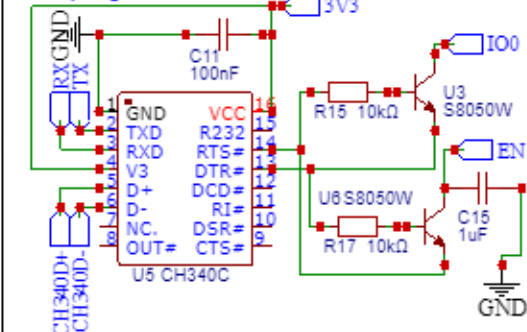 3V3
GND
C11
100nF
RX
TX
IO0
U3
S8050W
R15 10kΩ
1 GND VCC 16
2 TXD R232 15
3 RXD RTS# 14
4 V3 DTR# 13
5 D+ DCD# 12
6 D- RI# 11
7 NC. DSR# 10
8 OUT# CTS# 9
U5 CH340C
EN
U6 S8050W
R17 10kΩ
C15
1uF
GND
CH340D+
CH340D-